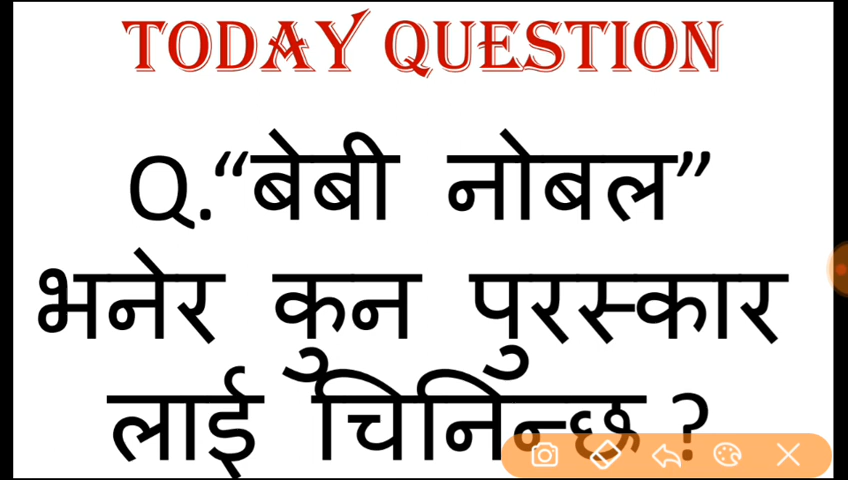 TODAY QUESTION
Q.“बेबी नोबल”
भनेर कुन पुरस्कार
लाई चिनिन्छ ?